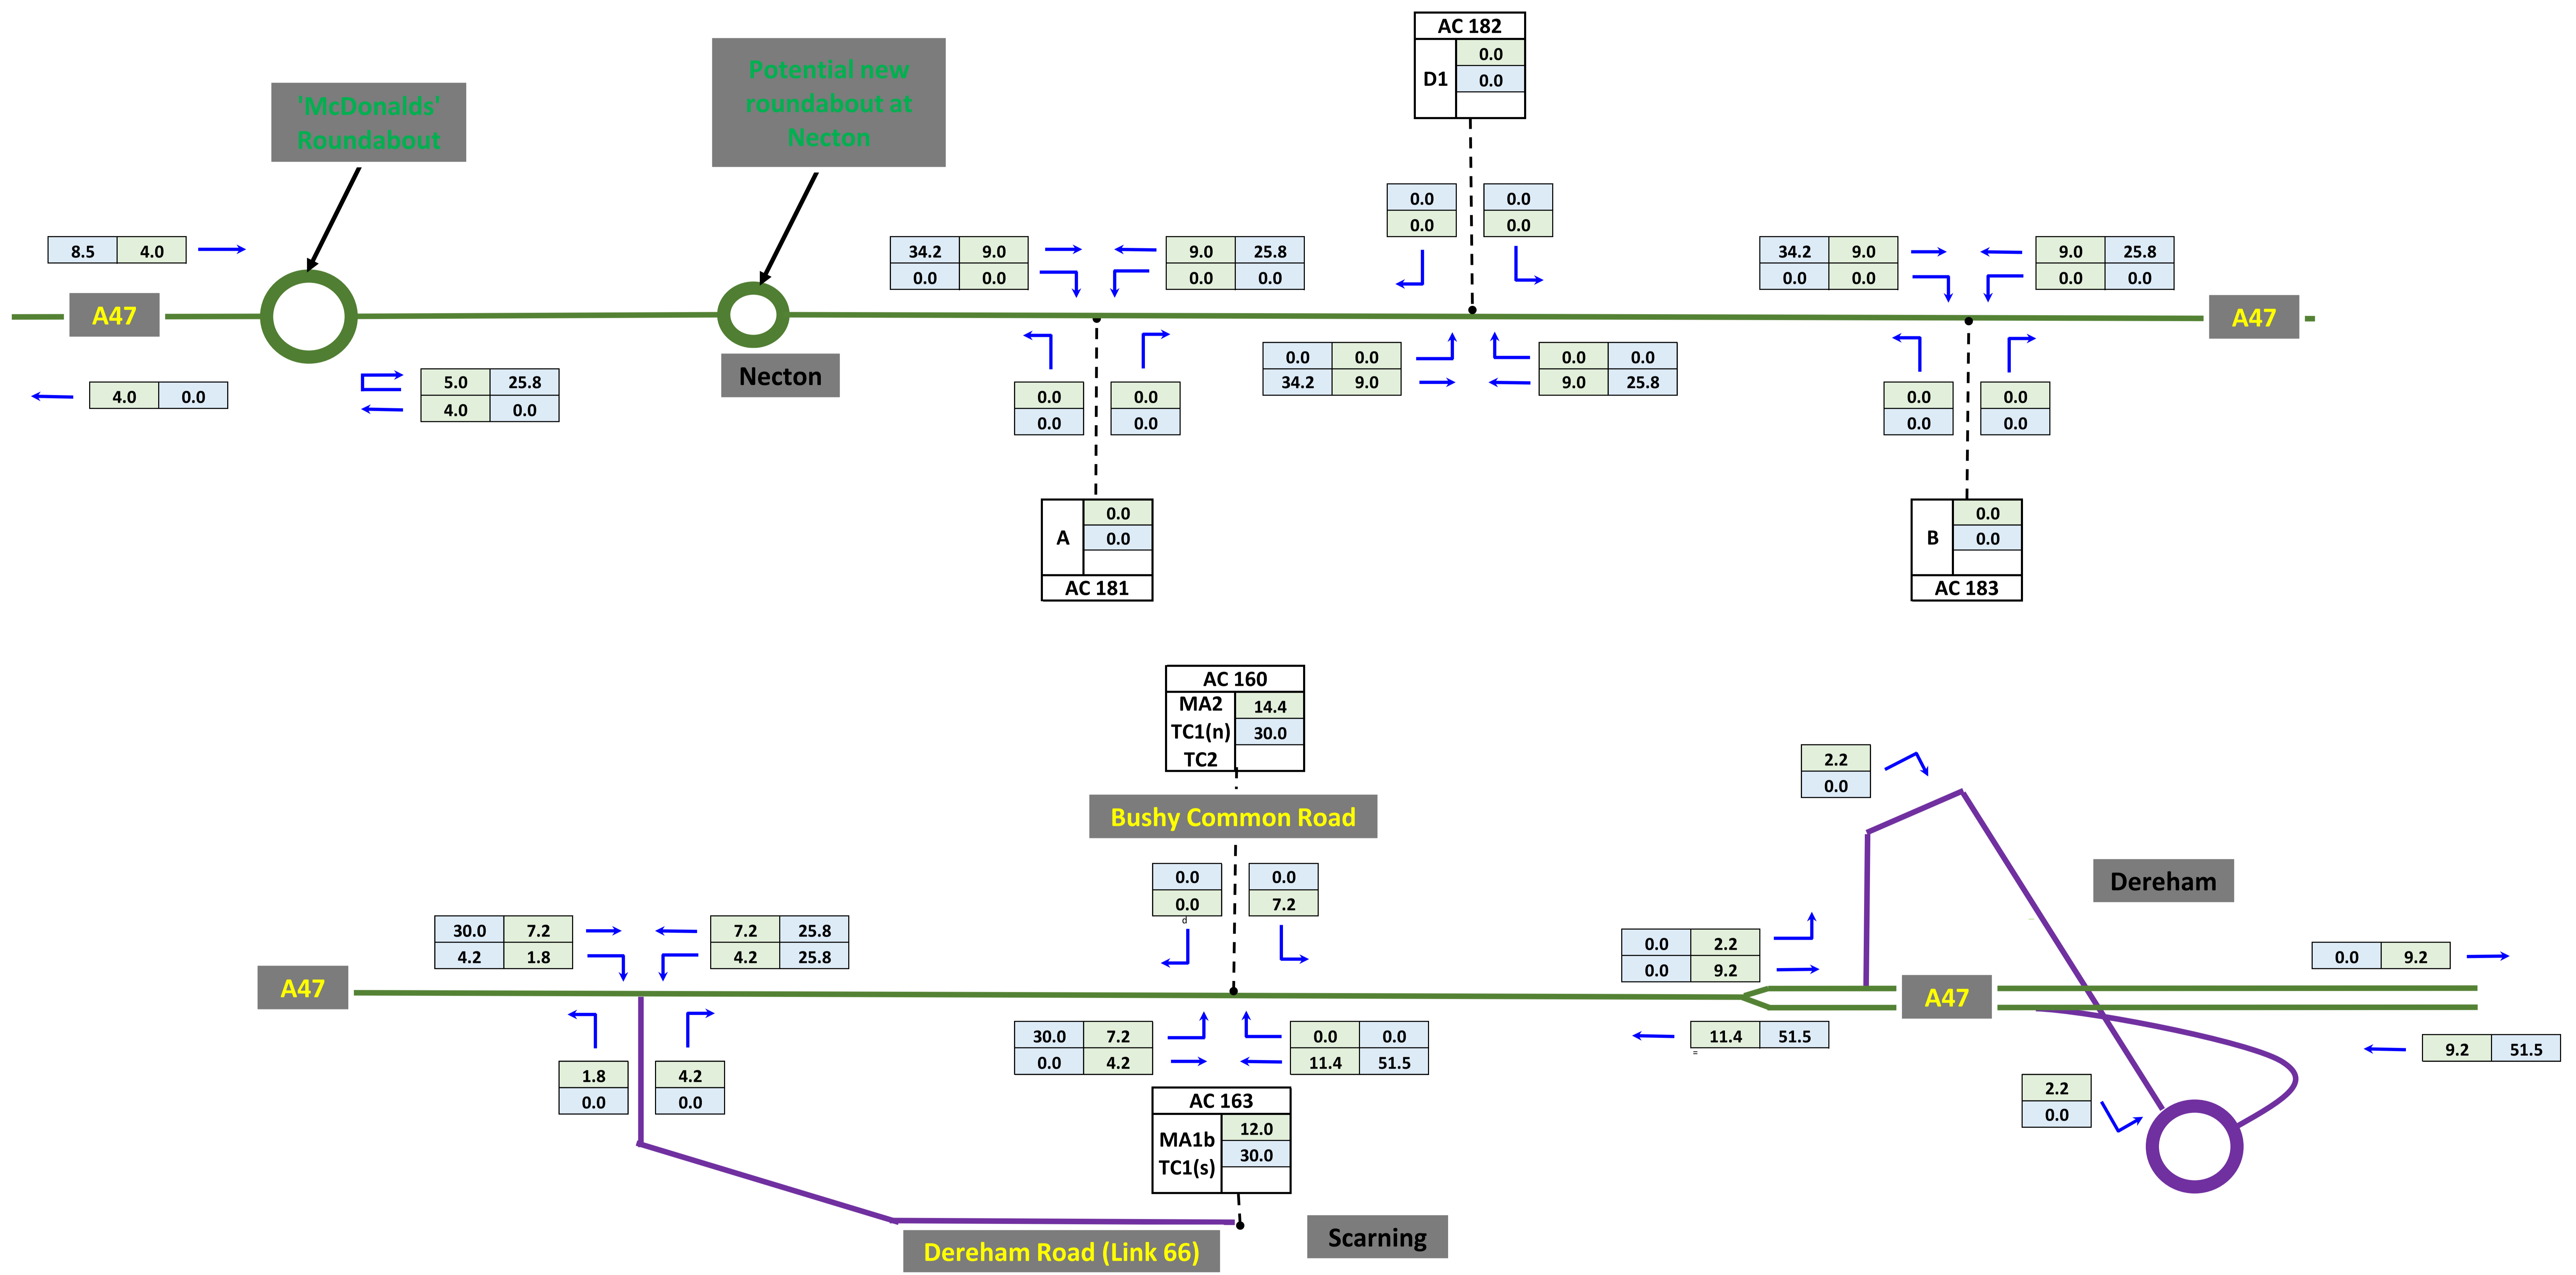 AC 182
0.0
D1
0.0
'McDonalds'
Roundabout
Potential new
roundabout at
Necton
0.0
0.0
0.0
0.0
8.5 4.0
34.2 9.0
0.0 0.0
9.0 25.8
0.0 0.0
34.2 9.0
0.0 0.0
9.0 25.8
0.0 0.0
A47
A47
Necton
4.0 0.0
5.0 25.8
4.0 0.0
0.0 0.0
34.2 9.0
0.0 0.0
9.0 25.8
0.0
0.0
0.0
0.0
0.0
0.0
0.0
0.0
0.0
A
0.0
AC 181
0.0
B
0.0
AC 183
AC 160
MA2
14.4
TC1(n)
30.0
TC2
Bushy Common Road
2.2
0.0
Dereham
0.0
0.0
d
0.0
7.2
30.0 7.2
4.2 1.8
7.2 25.8
4.2 25.8
0.0 2.2
0.0 9.2
0.0 9.2
A47
A47
1.8
0.0
4.2
0.0
30.0 7.2
0.0 4.2
0.0 0.0
11.4 51.5
11.4 51.5
=
9.2 51.5
2.2
0.0
AC 163
12.0
MA1b
30.0
TC1(s)
Scarning
Dereham Road (Link 66)